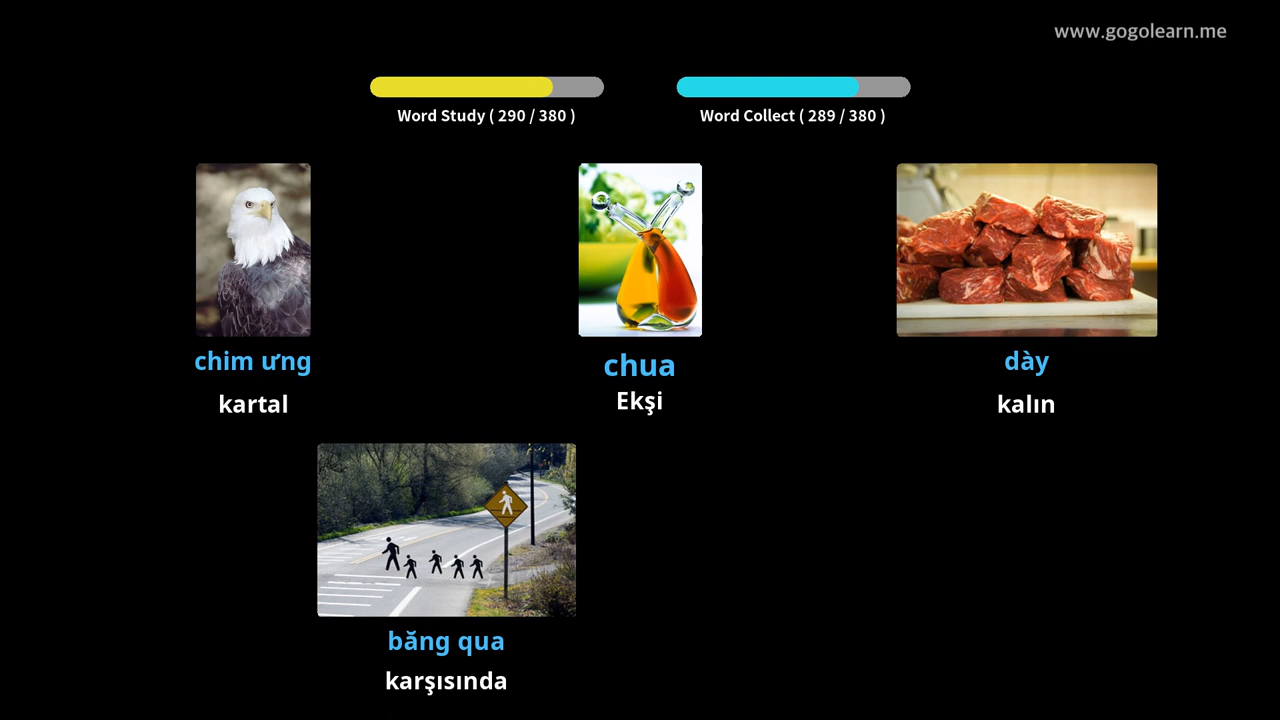 www.gogolearn.me
Word Study ( 290 / 380 )
Word Collect ( 289 / 380 )
chim ưng
kartal
chua
Ekşi
dày
kalın
băng qua
karşısında